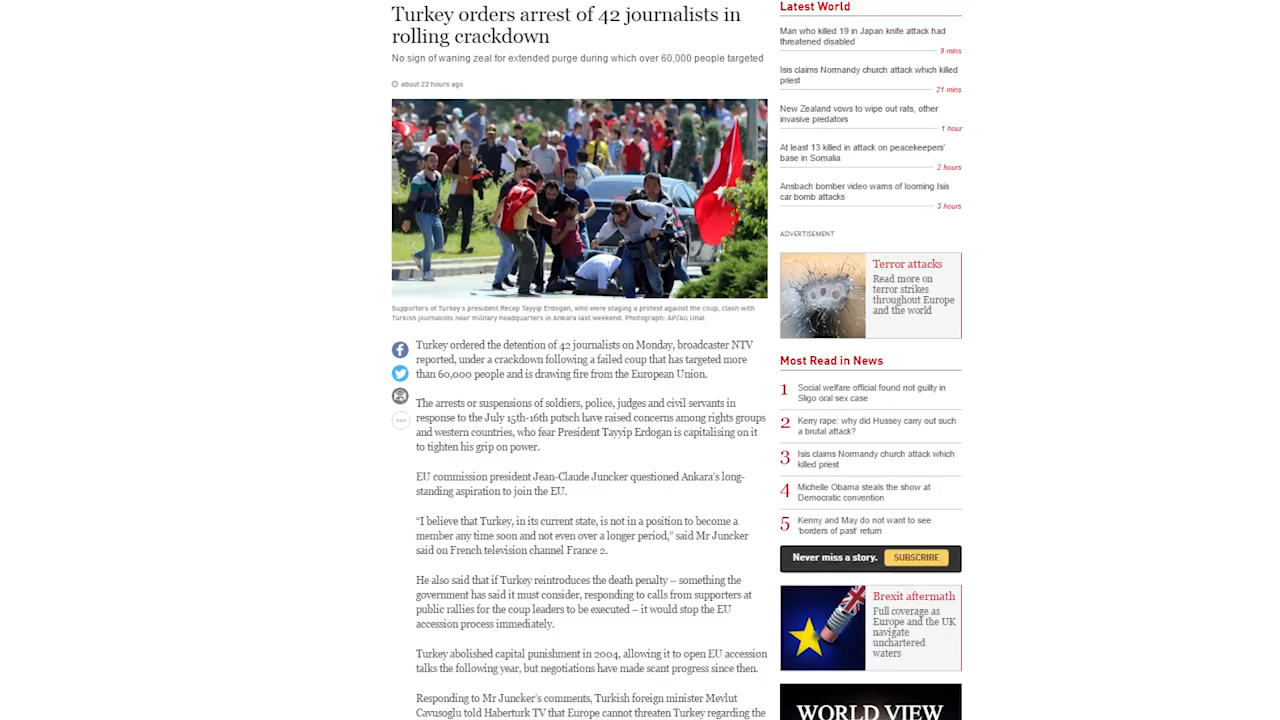 Turkey orders arrest of 42 journalists in
rolling crackdown
No sign of waning zeal for extended purge during which over 60,000 people targeted
about 22 hours ago
Supporters of Turkey's president Recep Tayyip Erdogan, who were staging a protest against the coup, clash with
Turkish journalists near military headquarters in Ankara last weekend. Photograph: AP/Ali Unal
Turkey ordered the detention of 42 journalists on Monday, broadcaster NTV
reported, under a crackdown following a failed coup that has targeted more
than 60,000 people and is drawing fire from the European Union.
The arrests or suspensions of soldiers, police, judges and civil servants in
response to the July 15th-16th putsch have raised concerns among rights groups
and western countries, who fear President Tayyip Erdogan is capitalising on it
to tighten his grip on power.
EU commission president Jean-Claude Juncker questioned Ankara's long-
standing aspiration to join the EU.
“I believe that Turkey, in its current state, is not in a position to become a
member any time soon and not even over a longer period,” said Mr Juncker
said on French television channel France 2.
He also said that if Turkey reintroduces the death penalty – something the
government has said it must consider, responding to calls from supporters at
public rallies for the coup leaders to be executed – it would stop the EU
accession process immediately.
Turkey abolished capital punishment in 2004, allowing it to open EU accession
talks the following year, but negotiations have made scant progress since then.
Responding to Mr Juncker's comments, Turkish foreign minister Mevlut
Cavusoglu told Haberturk TV that Europe cannot threaten Turkey regarding the
Latest World
Man who killed 19 in Japan knife attack had
threatened disabled
9 mins
Isis claims Normandy church attack which killed
priest
21 mins
New Zealand vows to wipe out rats, other
invasive predators
1 hour
At least 13 killed in attack on peacekeepers'
base in Somalia
2 hours
Ansbach bomber video warns of looming Isis
car bomb attacks
3 hours
ADVERTISEMENT
Terror attacks
Read more on
terror strikes
throughout Europe
and the world
Most Read in News
1 Social welfare official found not guilty in
Sligo oral sex case
2 Kerry rape: why did Hussey carry out such
a brutal attack?
3 Isis claims Normandy church attack which
killed priest
4 Michelle Obama steals the show at
Democratic convention
5 Kenny and May do not want to see
'borders of past' return
Never miss a story. SUBSCRIBE
Brexit aftermath
Full coverage as
Europe and the UK
navigate
unchartered
waters
WORLD VIEW